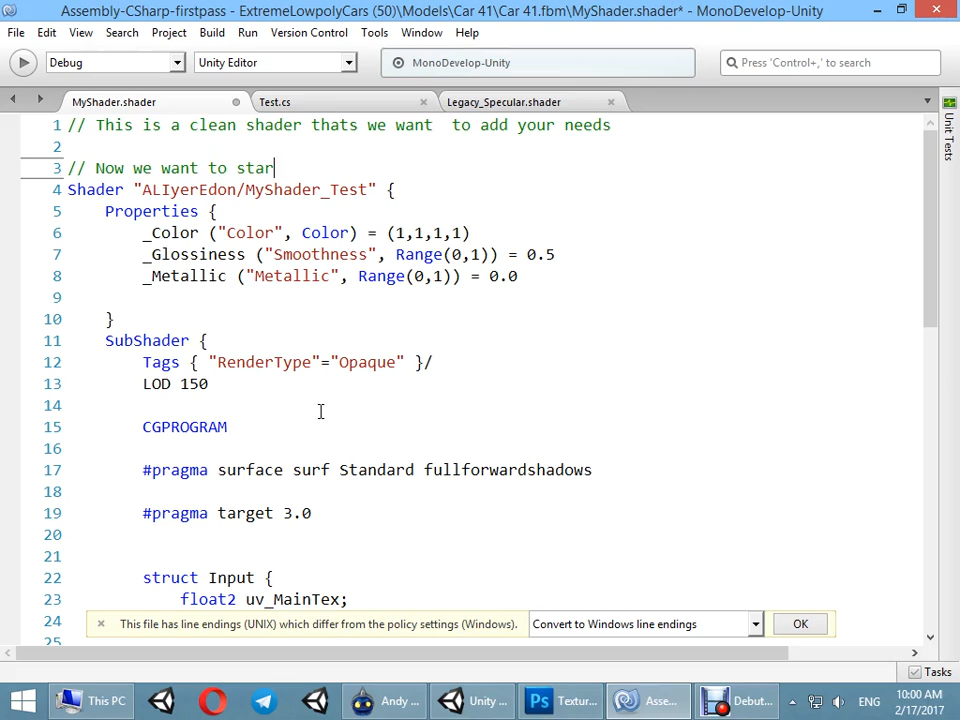 Assembly-CSharp-firstpass - ExtremeLowpolyCars (50)\Models\Car 41\Car 41.fbm\MyShader.shader* - MonoDevelop-Unity
File Edit View Search Project Build Run Version Control Tools Window Help
Debug Unity Editor MonoDevelop-Unity Press 'Control+,' to search
MyShader.shader Test.cs Legacy_Specular.shader
Unit Tests
1 // This is a clean shader thats we want  to add your needs
2
3 // Now we want to star
4 Shader "ALIyerEdon/MyShader_Test" {
5 Properties {
6 _Color ("Color", Color) = (1,1,1,1)
7 _Glossiness ("Smoothness", Range(0,1)) = 0.5
8 _Metallic ("Metallic", Range(0,1)) = 0.0
9
10 }
11 SubShader {
12 Tags { "RenderType"="Opaque" }/
13 LOD 150
14
15 CGPROGRAM
16
17 #pragma surface surf Standard fullforwardshadows
18
19 #pragma target 3.0
20
21
22 struct Input {
23 float2 uv_MainTex;
24
This file has line endings (UNIX) which differ from the policy settings (Windows). Convert to Windows line endings OK
25
Tasks
This PC Andy ... Unity ... Ps Textur... Asse... Debut... ENG 10:00 AM
2/17/2017